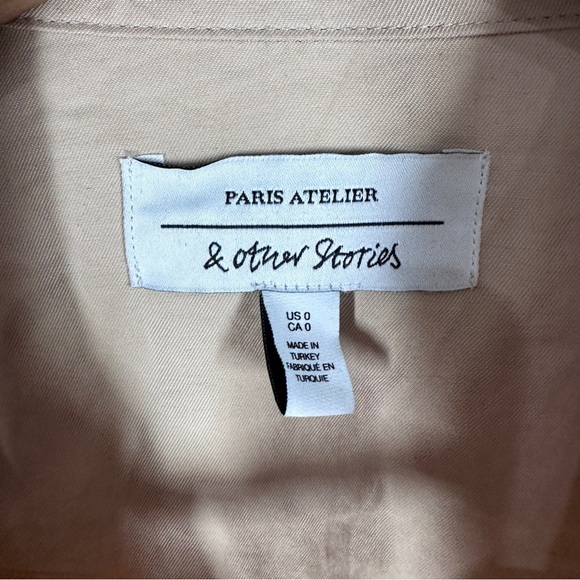 PARIS ATELIER
& other Stories
US 0
CA 0
MADE IN
TURKEY
FABRIQUÉ EN
TURQUIE